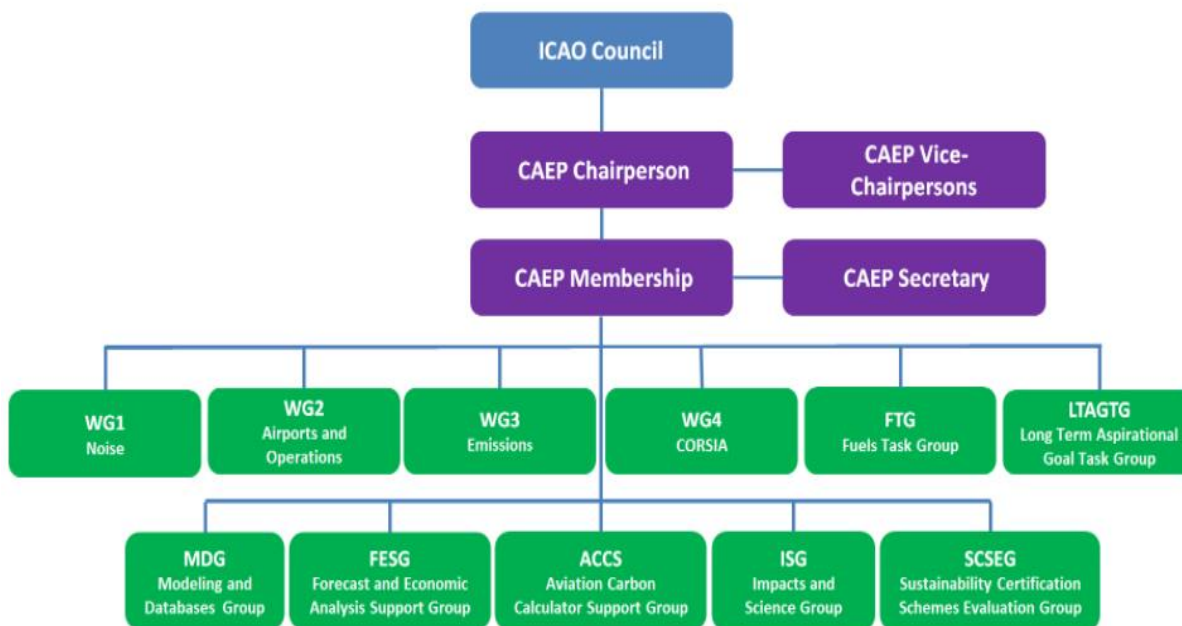 ICAO Council
CAEP Chairperson
CAEP Vice-
Chairpersons
CAEP Membership
CAEP Secretary
WG1
Noise
WG2
Airports and
Operations
WG3
Emissions
WG4
CORSIA
FTG
Fuels Task Group
LTAGTG
Long Term Aspirational
Goal Task Group
MDG
Modeling and
Databases Group
FESG
Forecast and Economic
Analysis Support Group
ACCS
Aviation Carbon
Calculator Support Group
ISG
Impacts and
Science Group
SCSEG
Sustainability Certification
Schemes Evaluation Group